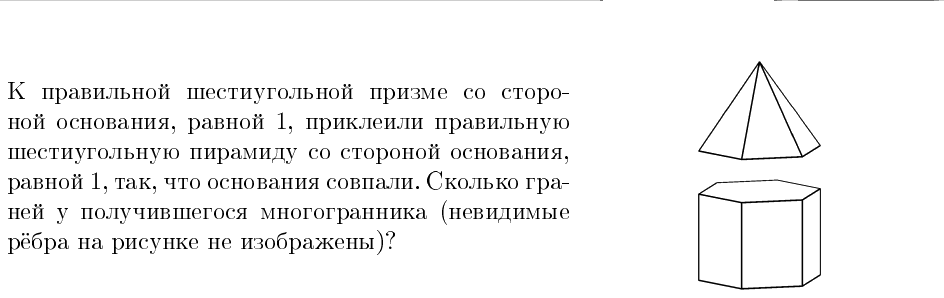 К правильной шестиугольной призме со сторо-
ной основания, равной 1, приклеили правильную
шестиугольную пирамиду со стороной основания,
равной 1, так, что основания совпали. Сколько гра-
ней у получившегося многогранника (невидимые
рёбра на рисунке не изображены)?